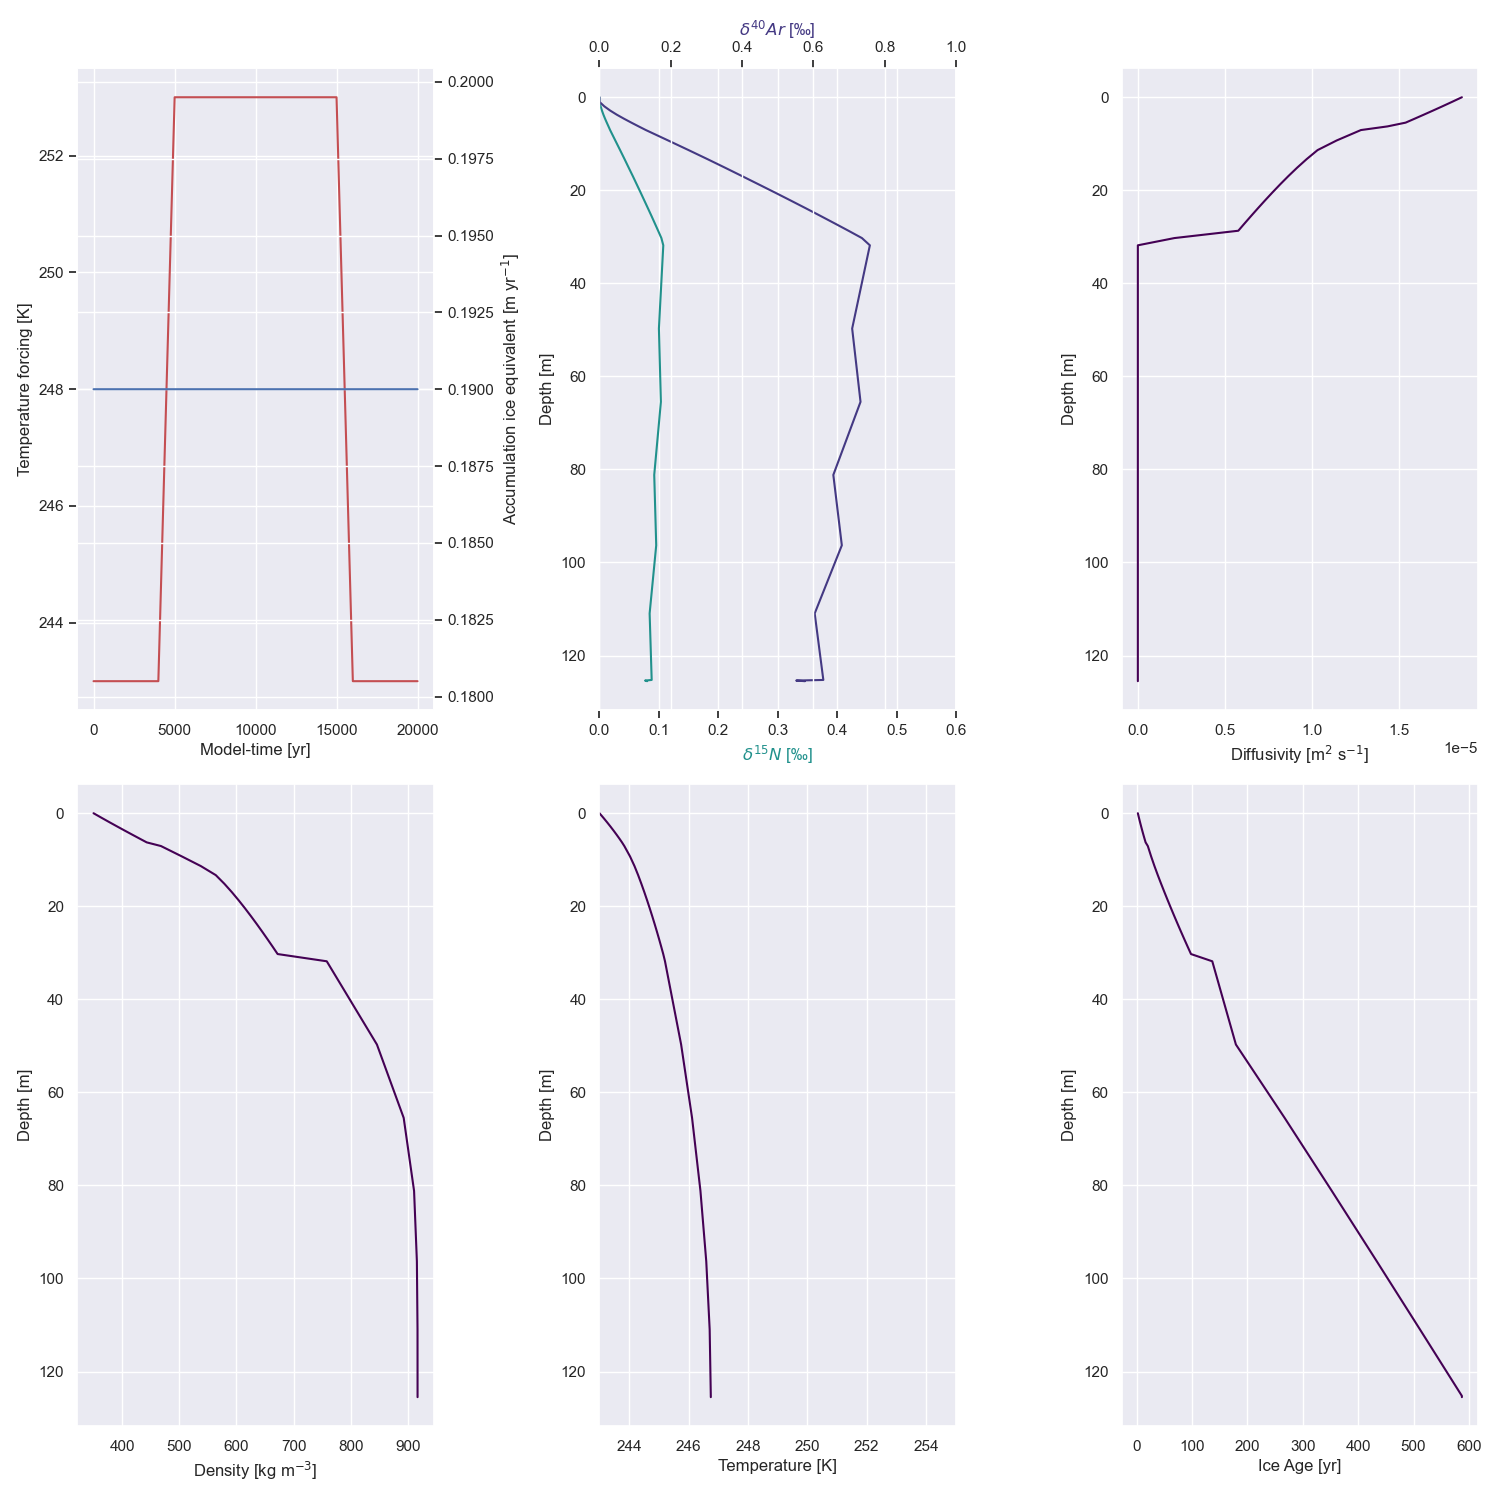 δ⁴⁰Ar [‰]
0.0 0.2 0.4 0.6 0.8 1.0
Temperature forcing [K]
252
250
248
246
244
0.2000
0.1975
0.1950
0.1925
0.1900
0.1875
0.1850
0.1825
0.1800
Accumulation ice equivalent [m yr⁻¹]
0 5000 10000 15000 20000
Model-time [yr]
Depth [m]
0
20
40
60
80
100
120
0.0 0.1 0.2 0.3 0.4 0.5 0.6
δ¹⁵N [‰]
Depth [m]
0
20
40
60
80
100
120
0.0 0.5 1.0 1.5
1e−5
Diffusivity [m² s⁻¹]
Depth [m]
0
20
40
60
80
100
120
400 500 600 700 800 900
Density [kg m⁻³]
Depth [m]
0
20
40
60
80
100
120
244 246 248 250 252 254
Temperature [K]
Depth [m]
0
20
40
60
80
100
120
0 100 200 300 400 500 600
Ice Age [yr]